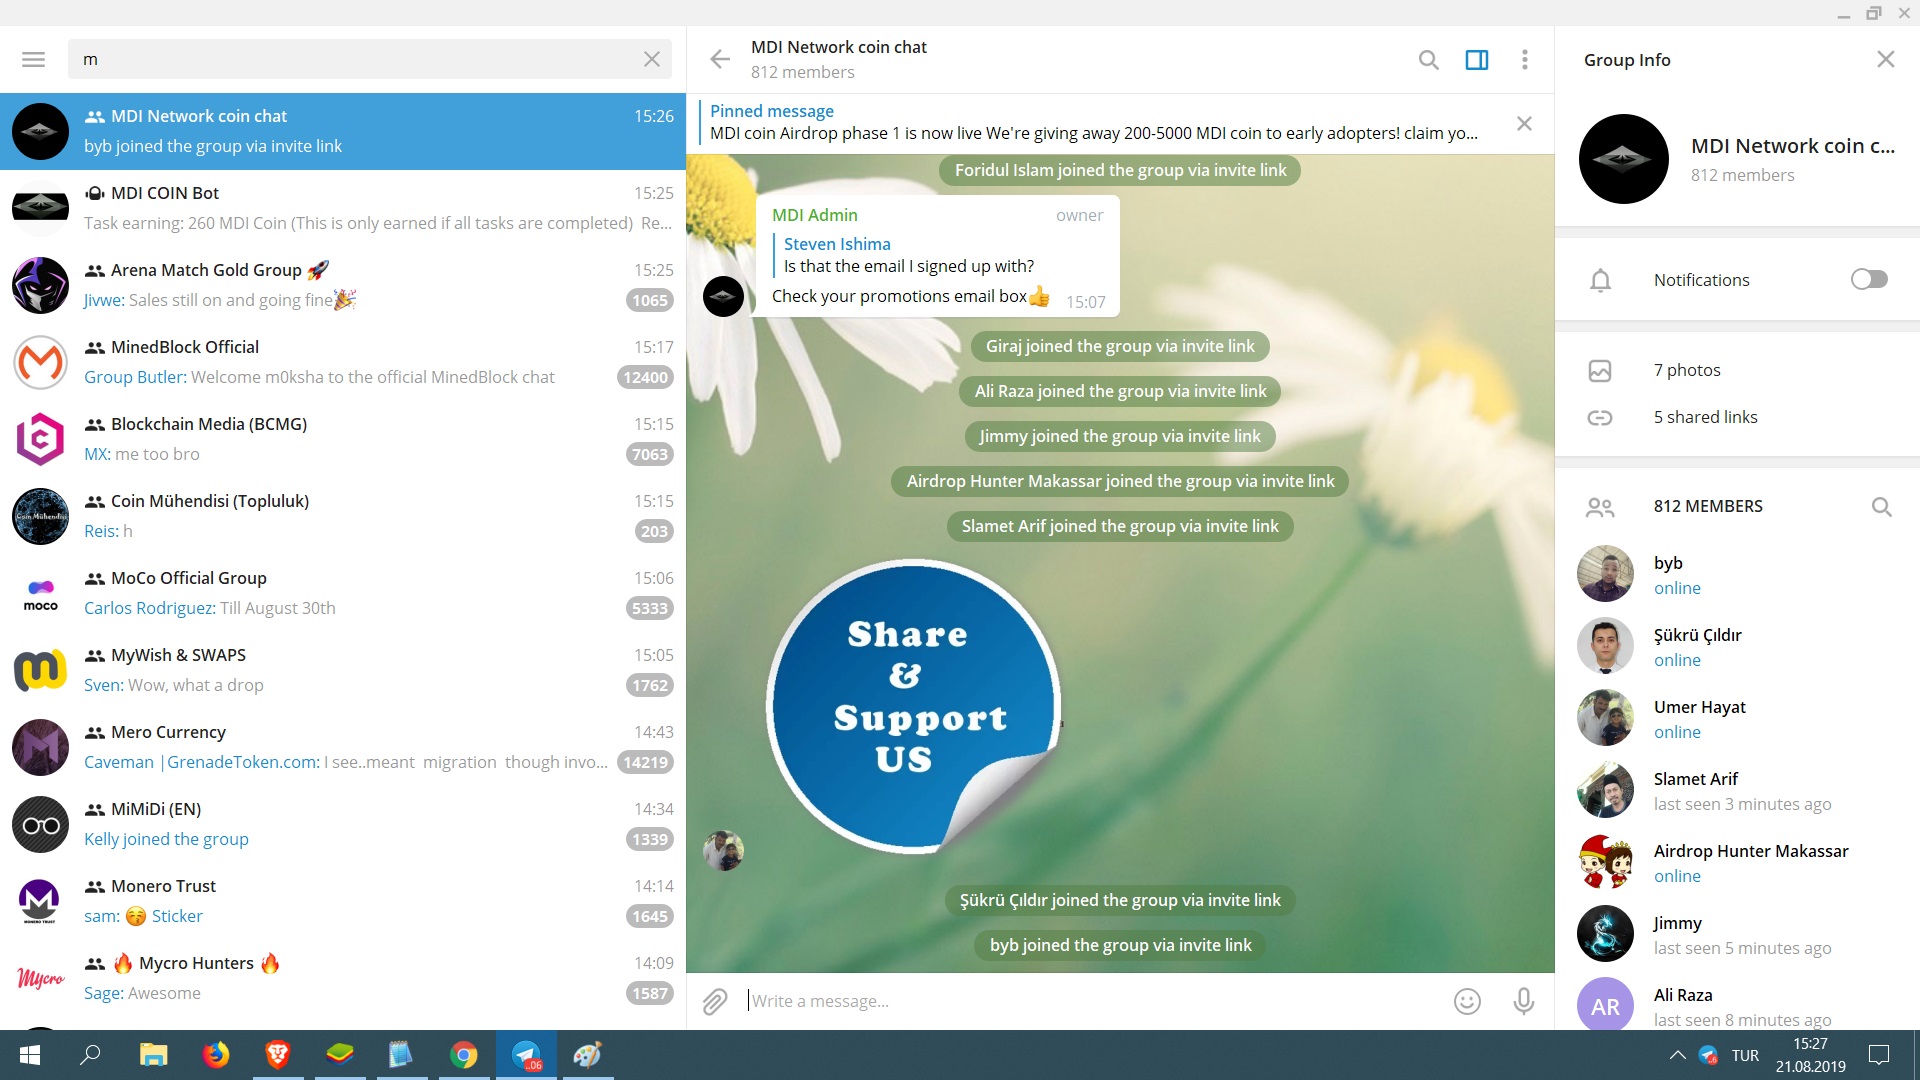 m
MDI Network coin chat
15:26
byb joined the group via invite link
MDI COIN Bot
15:25
Task earning: 260 MDI Coin (This is only earned if all tasks are completed) Re...
Arena Match Gold Group 🚀
15:25
Jivwe: Sales still on and going fine🎉
1065
MinedBlock Official
15:17
Group Butler: Welcome m0ksha to the official MinedBlock chat
12400
Blockchain Media (BCMG)
15:15
MX: me too bro
7063
Coin Mühendisi (Topluluk)
15:15
Reis: h
203
Coin Mühendisi
MoCo Official Group
15:06
Carlos Rodriguez: Till August 30th
5333
moco
MyWish & SWAPS
15:05
Sven: Wow, what a drop
1762
Mero Currency
14:43
Caveman |GrenadeToken.com: I see..meant migration though invo...
14219
MiMiDi (EN)
14:34
Kelly joined the group
1339
Monero Trust
14:14
sam: 😚 Sticker
1645
MONERO TRUST
🔥 Mycro Hunters 🔥
14:09
Sage: Awesome
1587
Mycro
MDI Network coin chat
812 members
Pinned message
MDI coin Airdrop phase 1 is now live We're giving away 200-5000 MDI coin to early adopters! claim yo...
Foridul Islam joined the group via invite link
MDI Admin
owner
Steven Ishima
Is that the email I signed up with?
Check your promotions email box👍
15:07
Giraj joined the group via invite link
Ali Raza joined the group via invite link
Jimmy joined the group via invite link
Airdrop Hunter Makassar joined the group via invite link
Slamet Arif joined the group via invite link
Share
&
Support
US
Şükrü Çıldır joined the group via invite link
byb joined the group via invite link
Write a message...
Group Info
MDI Network coin c...
812 members
Notifications
7 photos
5 shared links
812 MEMBERS
byb
online
Şükrü Çıldır
online
Umer Hayat
online
Slamet Arif
last seen 3 minutes ago
Airdrop Hunter Makassar
online
Jimmy
last seen 5 minutes ago
AR
Ali Raza
last seen 8 minutes ago
..06
TUR
15:27
21.08.2019